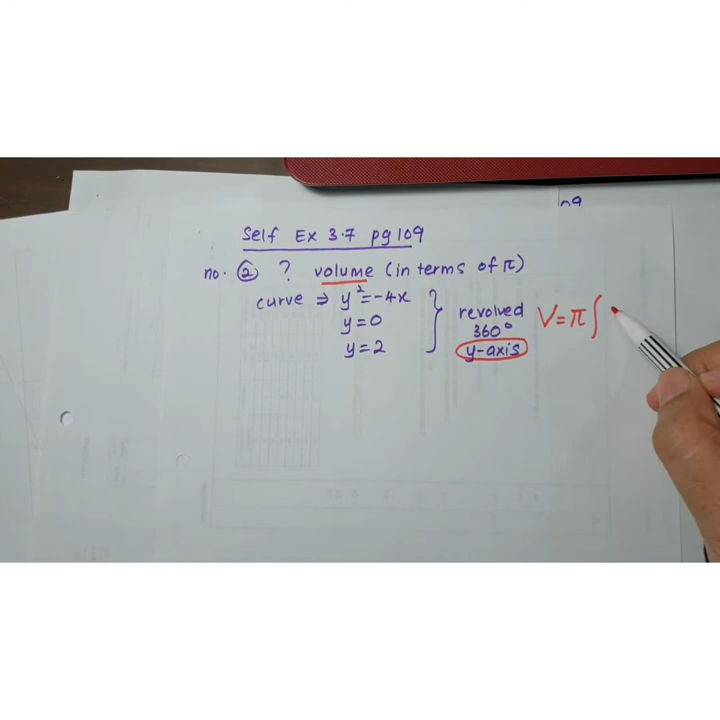 Self Ex 3.7 pg 109
no. ② ? volume (in terms of π)
curve ⇒ y² = -4x
y = 0
y = 2
revolved
360°
y-axis
V = π ∫